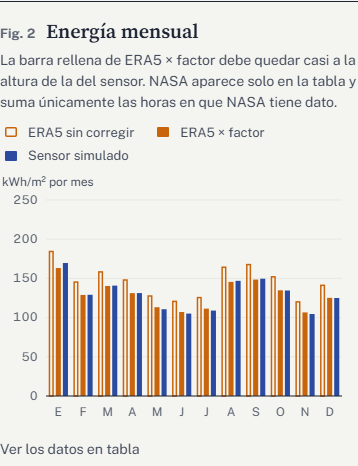 Fig. 2 Energía mensual
La barra rellena de ERA5 × factor debe quedar casi a la
altura de la del sensor. NASA aparece solo en la tabla y
suma únicamente las horas en que NASA tiene dato.
ERA5 sin corregir ERA5 × factor
Sensor simulado
kWh/m² por mes
250
200
150
100
50
0
E F M A M J J A S O N D
Ver los datos en tabla